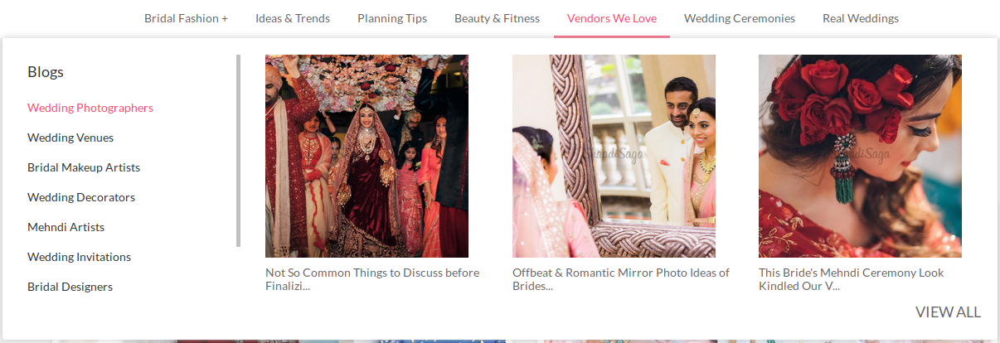 Bridal Fashion + Ideas & Trends Planning Tips Beauty & Fitness Vendors We Love Wedding Ceremonies Real Weddings
Blogs
Wedding Photographers
Wedding Venues
Bridal Makeup Artists
Wedding Decorators
Mehndi Artists
Wedding Invitations
Bridal Designers
ShaadiSaga
ShaadiSaga
Not So Common Things to Discuss before
Finalizi...
Offbeat & Romantic Mirror Photo Ideas of
Brides...
This Bride's Mehndi Ceremony Look
Kindled Our V...
VIEW ALL